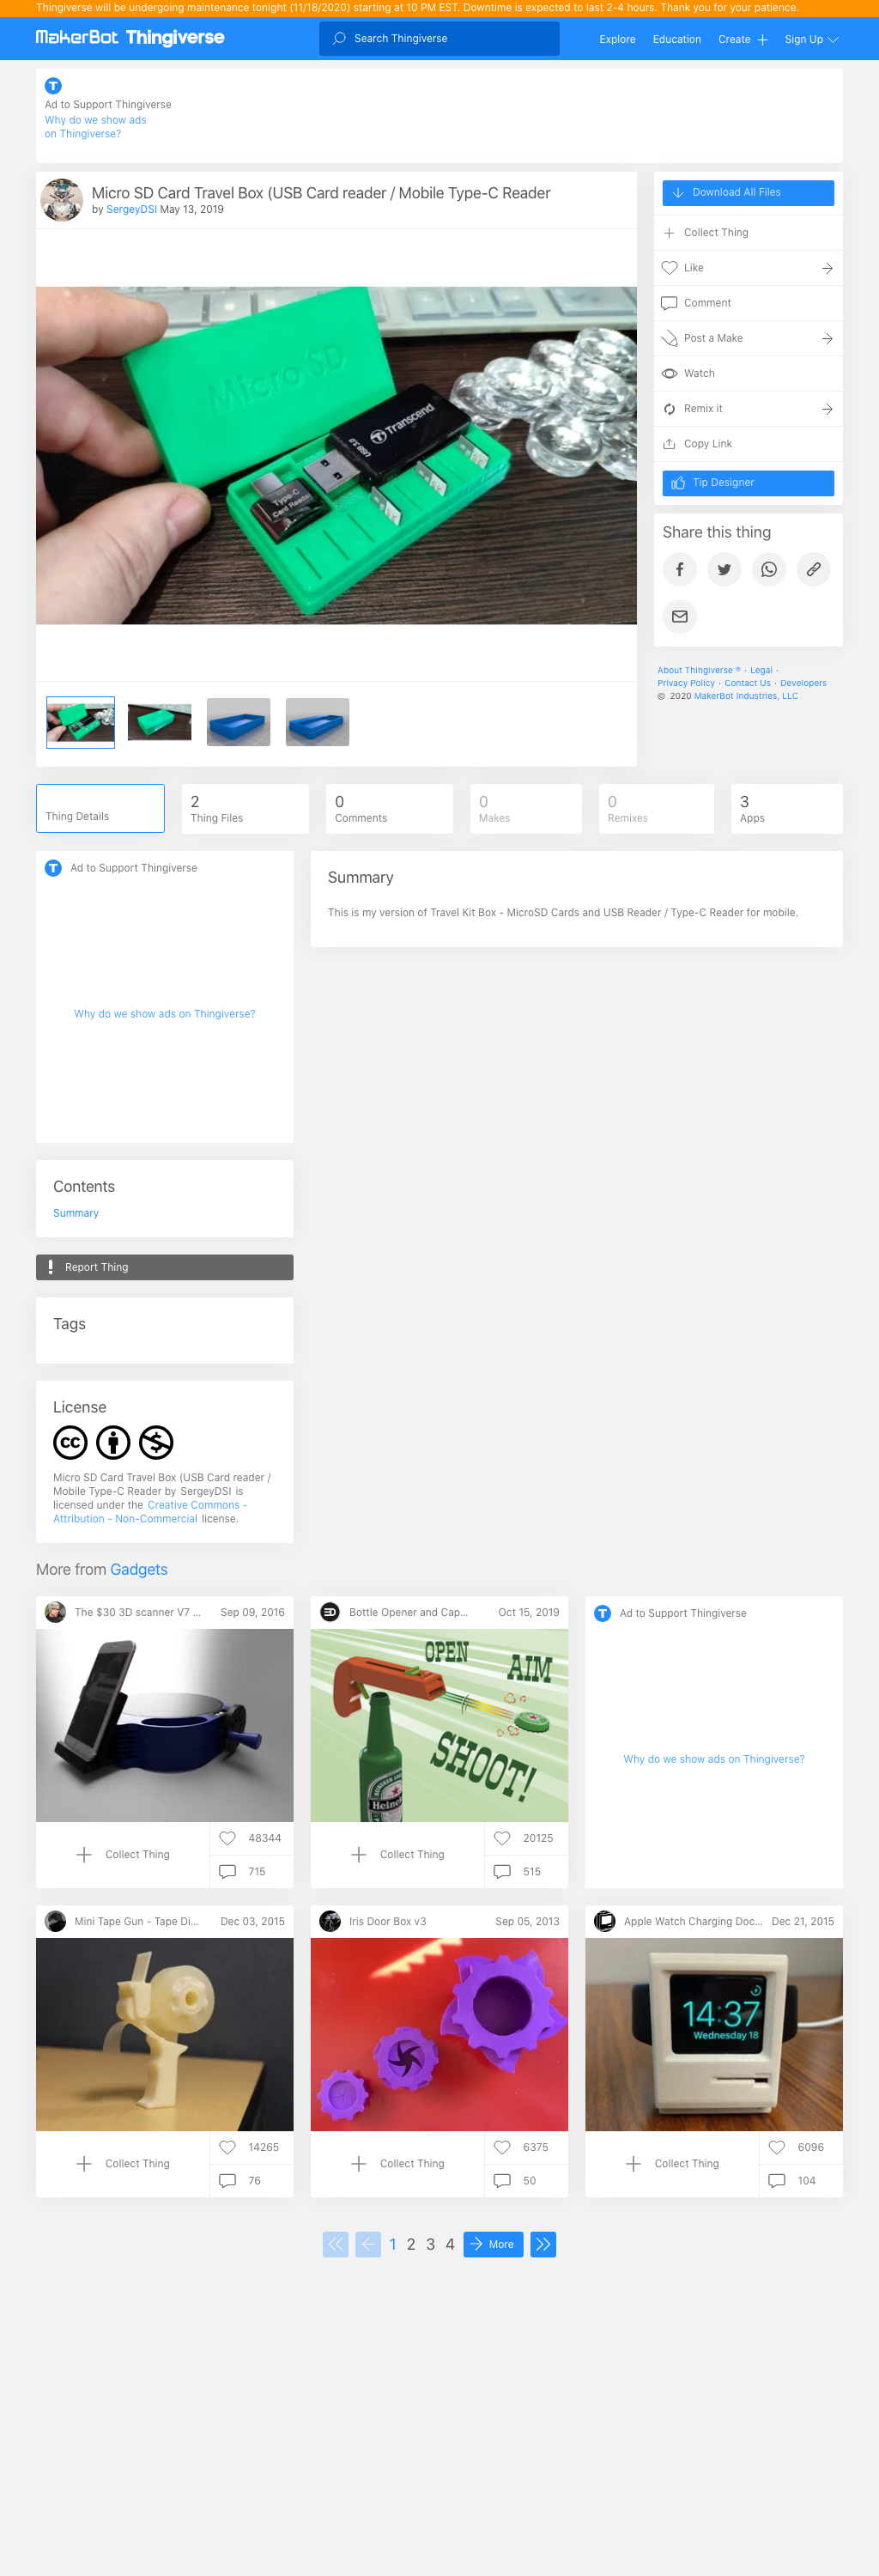 Thingiverse will be undergoing maintenance tonight (11/18/2020) starting at 10 PM EST. Downtime is expected to last 2-4 hours. Thank you for your patience.
MakerBot Thingiverse
Search Thingiverse
Explore
Education
Create
Sign Up
Ad to Support Thingiverse
Why do we show ads
on Thingiverse?
Micro SD Card Travel Box (USB Card reader / Mobile Type-C Reader
by SergeyDSI May 13, 2019
Micro SD
Transcend
USB 3.0
Type-C
Card Reader
Download All Files
Collect Thing
Like
Comment
Post a Make
Watch
Remix it
Copy Link
Tip Designer
Share this thing
About Thingiverse ® · Legal ·
Privacy Policy · Contact Us · Developers
© 2020 MakerBot Industries, LLC
Thing Details
2
Thing Files
0
Comments
0
Makes
0
Remixes
3
Apps
Ad to Support Thingiverse
Why do we show ads on Thingiverse?
Summary
This is my version of Travel Kit Box - MicroSD Cards and USB Reader / Type-C Reader for mobile.
Contents
Summary
Report Thing
Tags
License
cc
Micro SD Card Travel Box (USB Card reader /
Mobile Type-C Reader by SergeyDSI is
licensed under the Creative Commons -
Attribution - Non-Commercial license.
More from Gadgets
The $30 3D scanner V7 ...
Sep 09, 2016
Collect Thing
48344
715
Bottle Opener and Cap...
Oct 15, 2019
OPEN
AIM
SHOOT!
Heineken
Collect Thing
20125
515
Ad to Support Thingiverse
Why do we show ads on Thingiverse?
Mini Tape Gun - Tape Di...
Dec 03, 2015
Collect Thing
14265
76
Iris Door Box v3
Sep 05, 2013
Collect Thing
6375
50
Apple Watch Charging Doc...
Dec 21, 2015
14:37
Wednesday 18
Collect Thing
6096
104
1 2 3 4
More